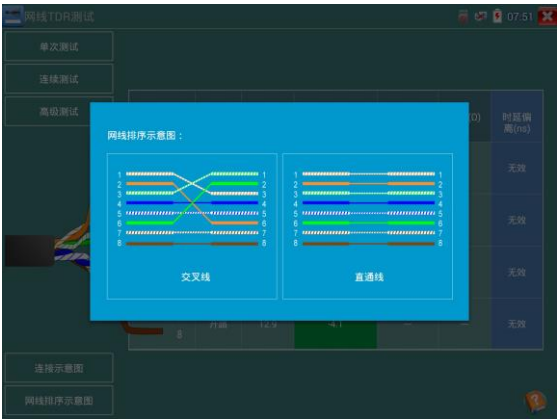 网线TDR测试
07:51
单次测试
连续测试
高级测试
(Ω)
时延偏
离(ns)
网线排序示意图：
1 1 1 1
2 2 2 2
3 3 3 3
4 4 4 4
5 5 5 5
6 6 6 6
7 7 7 7
8 8 8 8
交叉线
直通线
无效
无效
无效
8 开路 12.9 -4.1 — — 无效
连接示意图
网线排序示意图